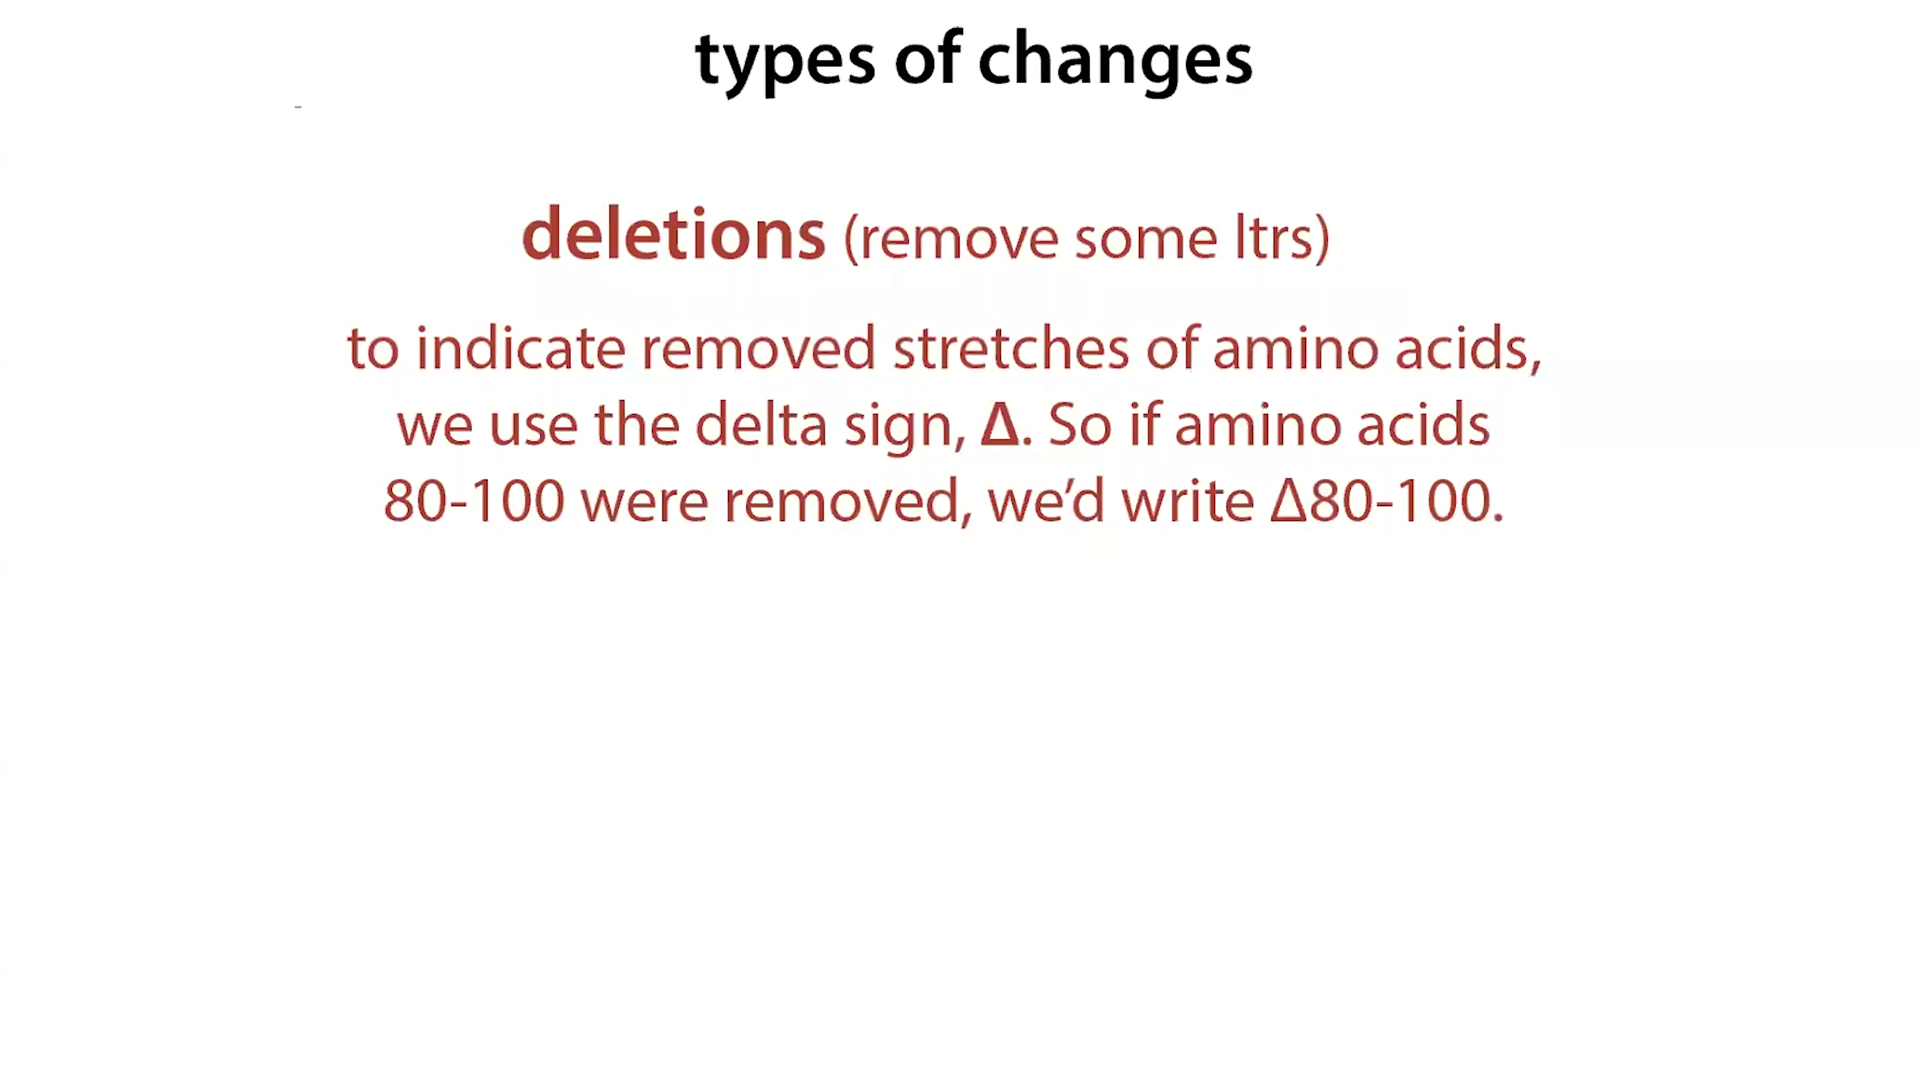 types of changes
deletions (remove some ltrs)
to indicate removed stretches of amino acids,
we use the delta sign, Δ. So if amino acids
80-100 were removed, we’d write Δ80-100.